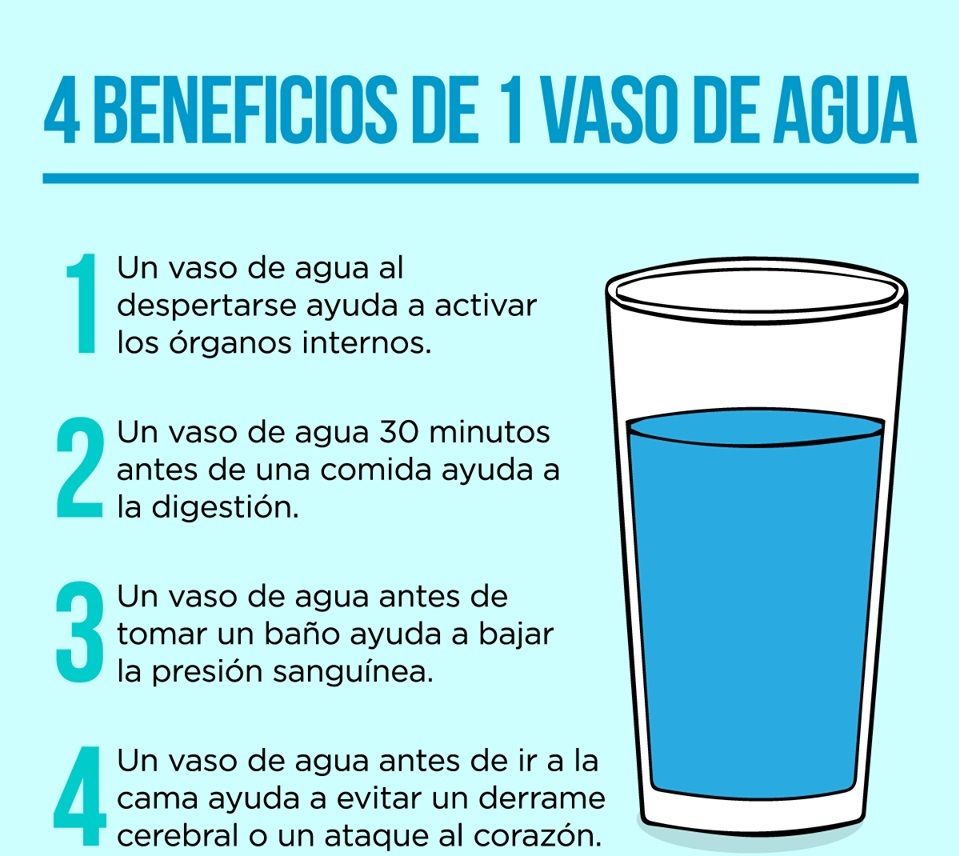 4 BENEFICIOS DE 1 VASO DE AGUA
1 Un vaso de agua al
despertarse ayuda a activar
los órganos internos.
2 Un vaso de agua 30 minutos
antes de una comida ayuda a
la digestión.
3 Un vaso de agua antes de
tomar un baño ayuda a bajar
la presión sanguínea.
4 Un vaso de agua antes de ir a la
cama ayuda a evitar un derrame
cerebral o un ataque al corazón.